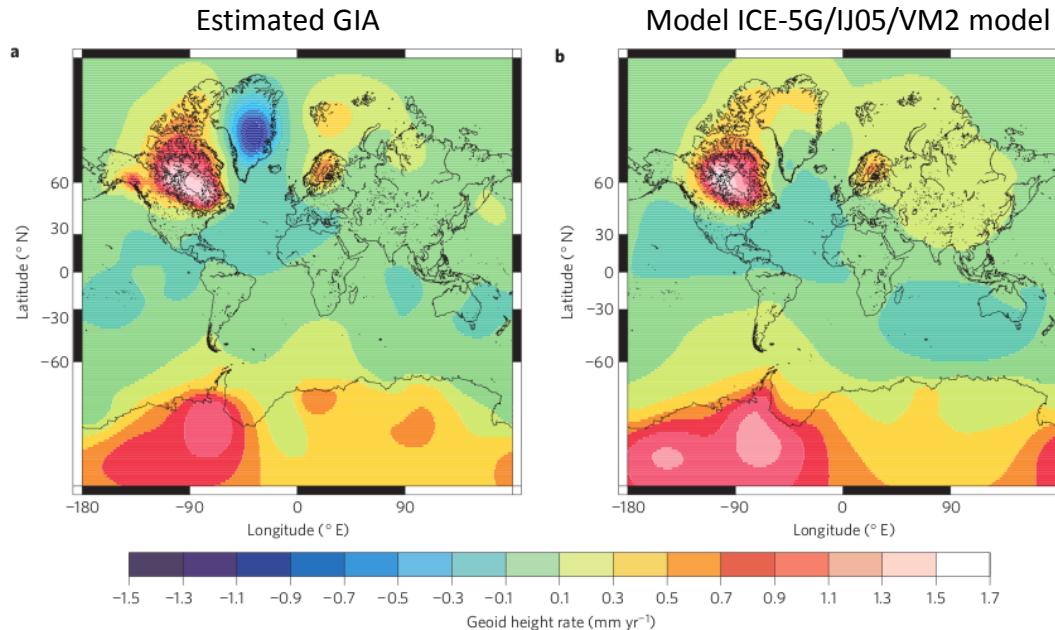 Estimated GIA
Model ICE-5G/IJ05/VM2 model
a
b
Latitude (° N)
60
30
0
−30
−60
−180
−90
0
90
Longitude (° E)
Latitude (° N)
60
30
0
−30
−60
−180
−90
0
90
Longitude (° E)
−1.5 −1.3 −1.1 −0.9 −0.7 −0.5 −0.3 −0.1 0.1 0.3 0.5 0.7 0.9 1.1 1.3 1.5 1.7
Geoid height rate (mm yr⁻¹)